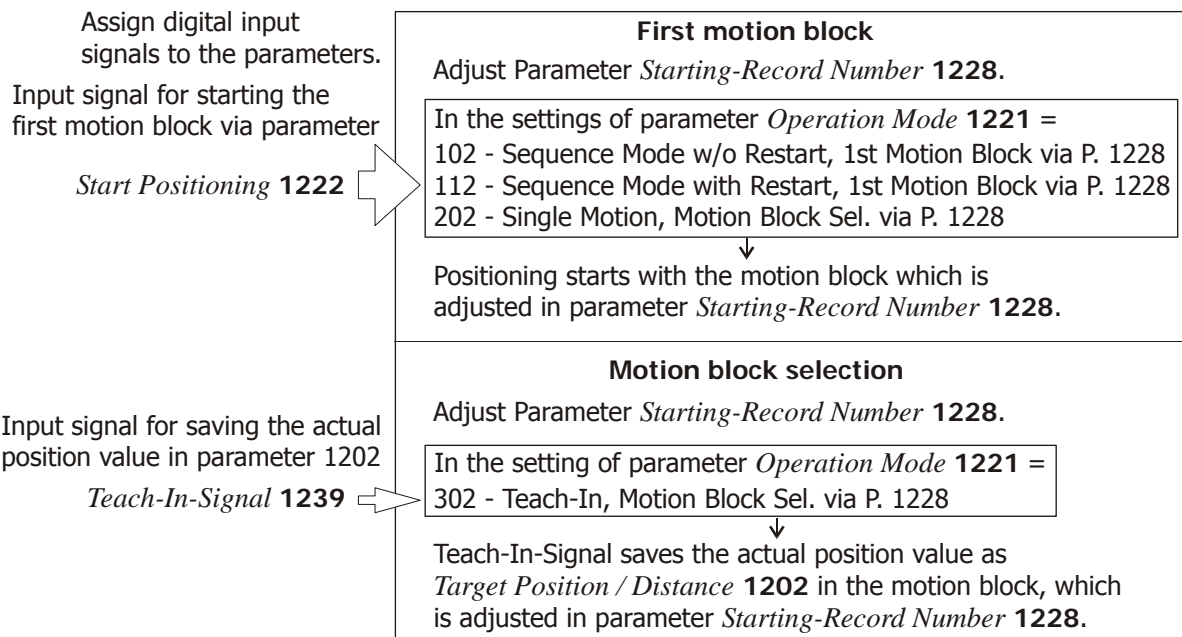 Assign digital input
signals to the parameters.
Input signal for starting the
first motion block via parameter
Start Positioning 1222
First motion block
Adjust Parameter Starting-Record Number 1228.
In the settings of parameter Operation Mode 1221 =
102 - Sequence Mode w/o Restart, 1st Motion Block via P. 1228
112 - Sequence Mode with Restart, 1st Motion Block via P. 1228
202 - Single Motion, Motion Block Sel. via P. 1228
Positioning starts with the motion block which is
adjusted in parameter Starting-Record Number 1228.
Input signal for saving the actual
position value in parameter 1202
Teach-In-Signal 1239
Motion block selection
Adjust Parameter Starting-Record Number 1228.
In the setting of parameter Operation Mode 1221 =
302 - Teach-In, Motion Block Sel. via P. 1228
Teach-In-Signal saves the actual position value as
Target Position / Distance 1202 in the motion block, which
is adjusted in parameter Starting-Record Number 1228.